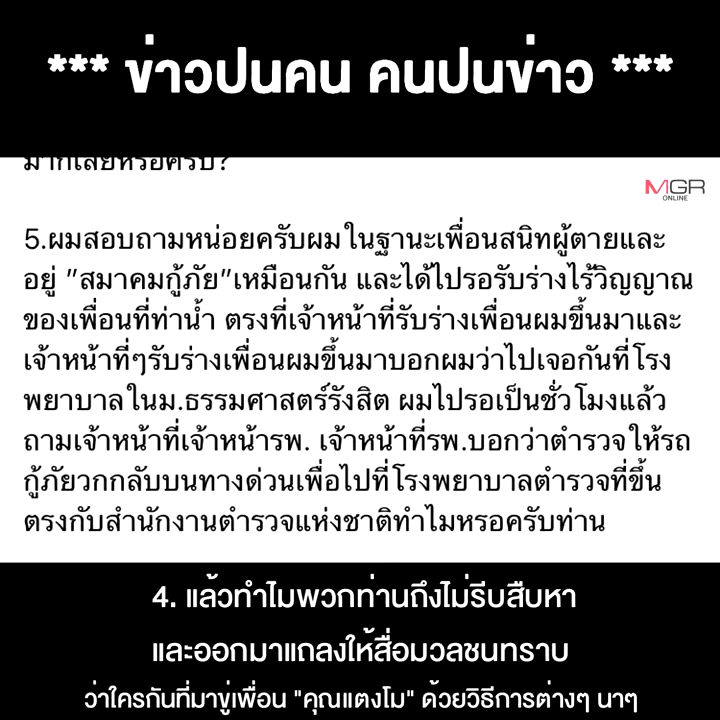 *** ข่าวปนคน คนปนข่าว ***
มากเลยหรอครับ?
MGR
ONLINE
5.ผมสอบถามหน่อยครับผมในฐานะเพื่อนสนิทผู้ตายและ
อยู่ "สมาคมกู้ภัย"เหมือนกัน และได้ไปรอรับร่างไร้วิญญาณ
ของเพื่อนที่ท่าน้ำ ตรงที่เจ้าหน้าที่รับร่างเพื่อนผมขึ้นมาและ
เจ้าหน้าที่ๆรับร่างเพื่อนผมขึ้นมาบอกผมว่าไปเจอกันที่โรง
พยาบาลในม.ธรรมศาสตร์รังสิต ผมไปรอเป็นชั่วโมงแล้ว
ถามเจ้าหน้าที่เจ้าหน้ารพ. เจ้าหน้าที่รพ.บอกว่าตำรวจให้รถ
กู้ภัยวกกลับบนทางด่วนเพื่อไปที่โรงพยาบาลตำรวจที่ขึ้น
ตรงกับสำนักงานตำรวจแห่งชาติทำไมหรอครับท่าน
4. แล้วทำไมพวกท่านถึงไม่รีบสืบหา
และออกมาแถลงให้สื่อมวลชนทราบ
ว่าใครกันที่มาขู่เพื่อน "คุณแตงโม" ด้วยวิธีการต่างๆ นาๆ